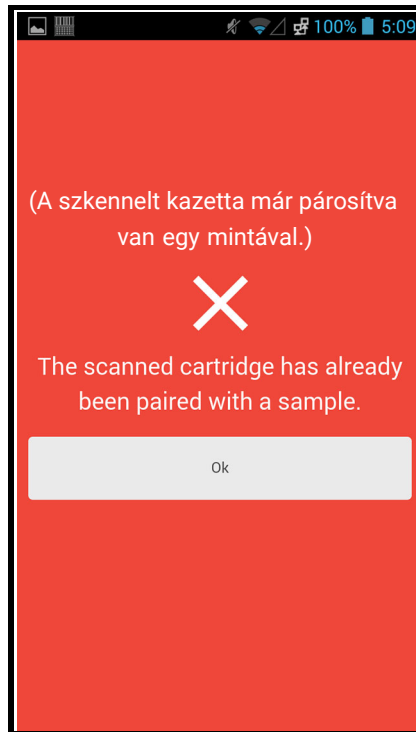 100% 5:09
(A szkennelt kazetta már párosítva
van egy mintával.)
The scanned cartridge has already
been paired with a sample.
Ok